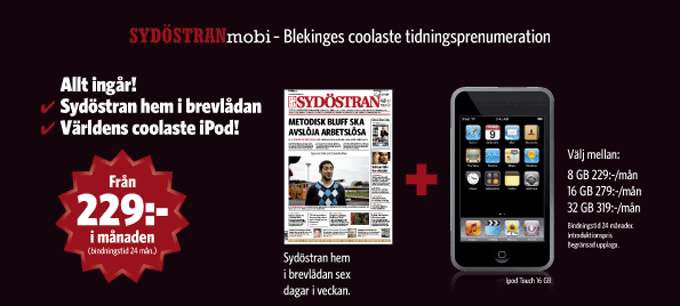 SYDÖSTRANmobi - Blekinges coolaste tidningsprenumeration
Allt ingår!
✔ Sydöstran hem i brevlådan
✔ Världens coolaste iPod!
Från
229:-
i månaden
(bindningstid 24 mån.)
SYDÖSTRAN
METODISK BLUFF SKA
AVSLÖJA ARBETSLÖSA
Sydöstran hem
i brevlådan sex
dagar i veckan.
+
9
Ipod Touch 16 GB
Välj mellan:
8 GB 229:-/mån
16 GB 279:-/mån
32 GB 319:-/mån
Bindningstid 24 månader.
Introduktionspris.
Begränsad upplaga.